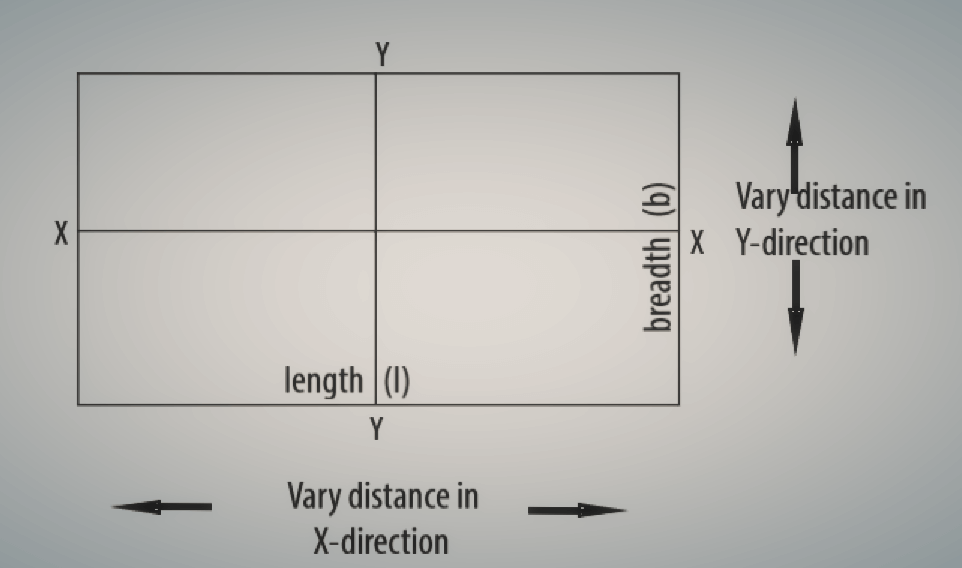 Y
X
X
breadth (b)
length (l)
Y
Vary distance in
Y-direction
Vary distance in
X-direction